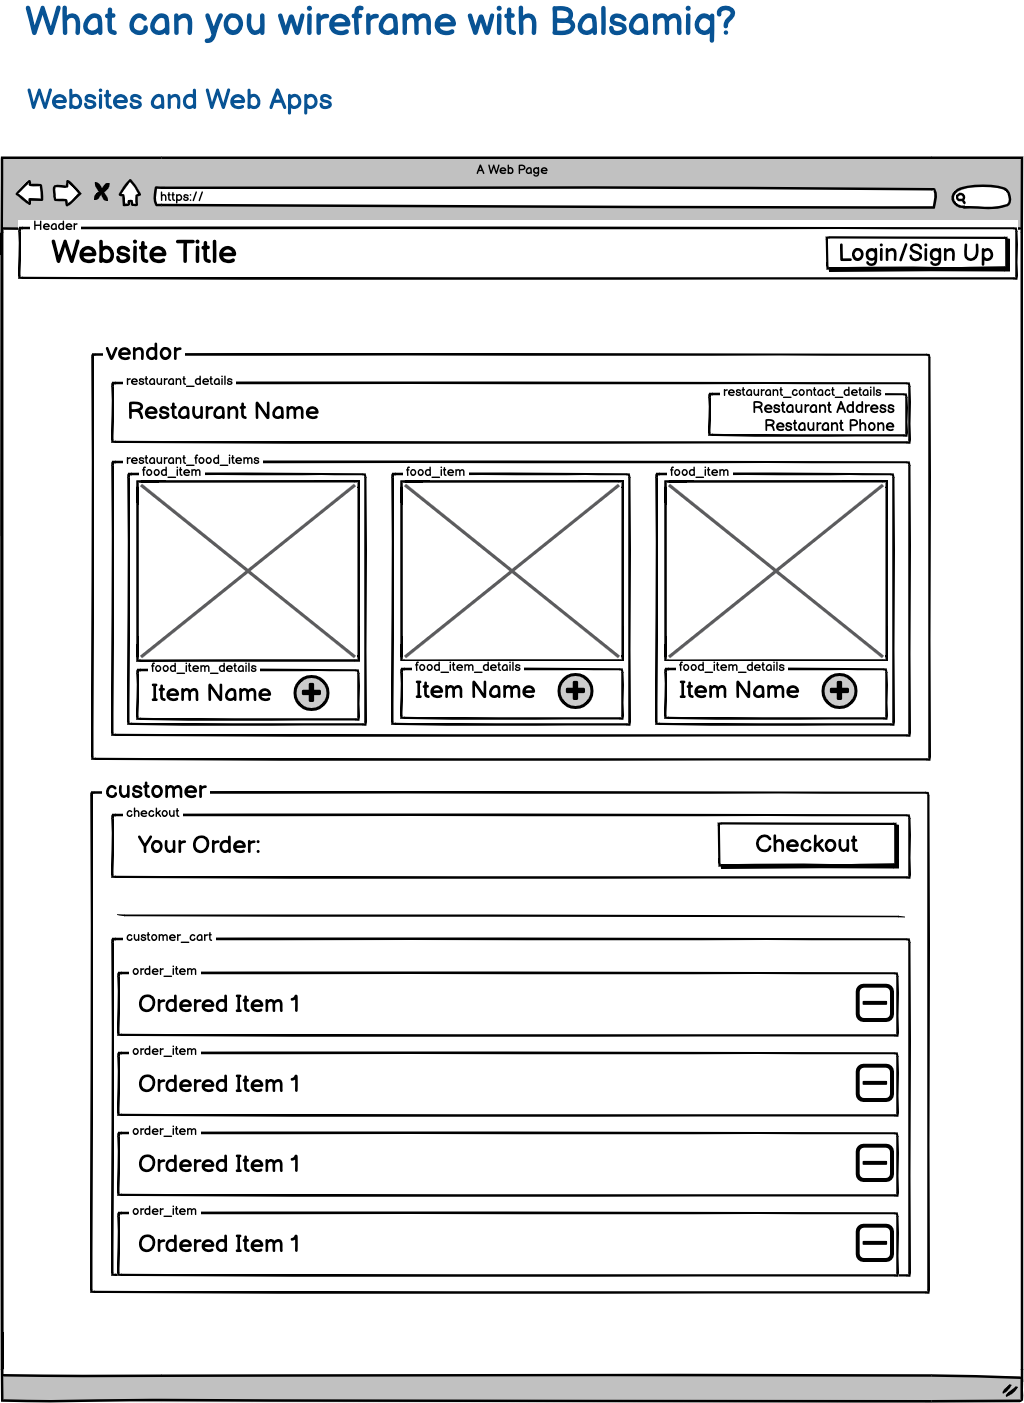 What can you wireframe with Balsamiq?
Websites and Web Apps
A Web Page
https://
Header
Website Title
Login/Sign Up
vendor
restaurant_details
Restaurant Name
restaurant_contact_details
Restaurant Address
Restaurant Phone
restaurant_food_items
food_item
food_item
food_item
food_item_details
Item Name
food_item_details
Item Name
food_item_details
Item Name
customer
checkout
Your Order:
Checkout
customer_cart
order_item
Ordered Item 1
order_item
Ordered Item 1
order_item
Ordered Item 1
order_item
Ordered Item 1